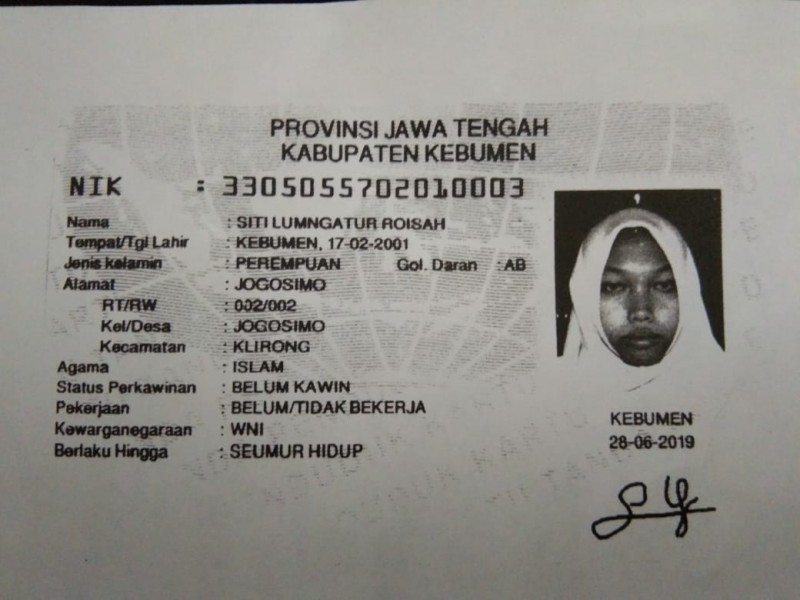 PROVINSI JAWA TENGAH
KABUPATEN KEBUMEN
NIK : 3305055702010003
Nama : SITI LUMNGATUR ROISAH
Tempat/Tgl Lahir : KEBUMEN, 17-02-2001
Jenis kelamin : PEREMPUAN Gol. Daran : AB
Alamat : JOGOSIMO
RT/RW : 002/002
Kel/Desa : JOGOSIMO
Kecamatan : KLIRONG
Agama : ISLAM
Status Perkawinan : BELUM KAWIN
Pekerjaan : BELUM/TIDAK BEKERJA
Kewarganegaraan : WNI
Berlaku Hingga : SEUMUR HIDUP
KEBUMEN
28-06-2019